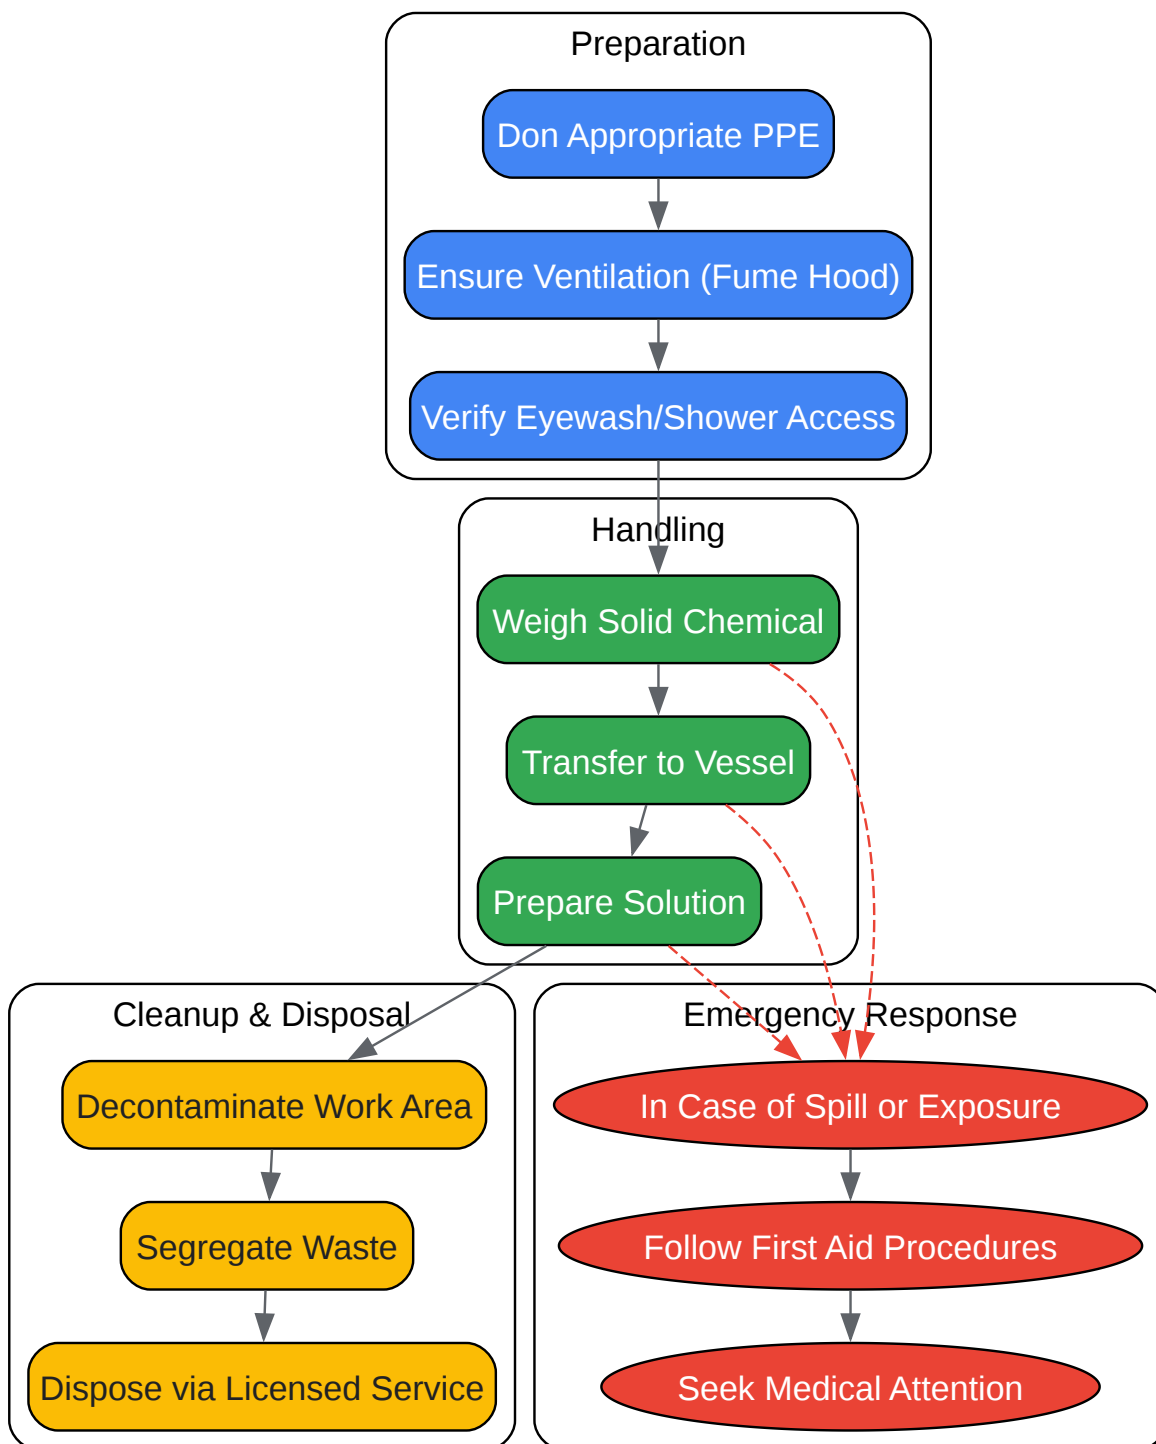 Preparation
Don Appropriate PPE
Ensure Ventilation (Fume Hood)
Verify Eyewash/Shower Access
Handling
Weigh Solid Chemical
Transfer to Vessel
Prepare Solution
Cleanup & Disposal
Decontaminate Work Area
Segregate Waste
Dispose via Licensed Service
Emergency Response
In Case of Spill or Exposure
Follow First Aid Procedures
Seek Medical Attention